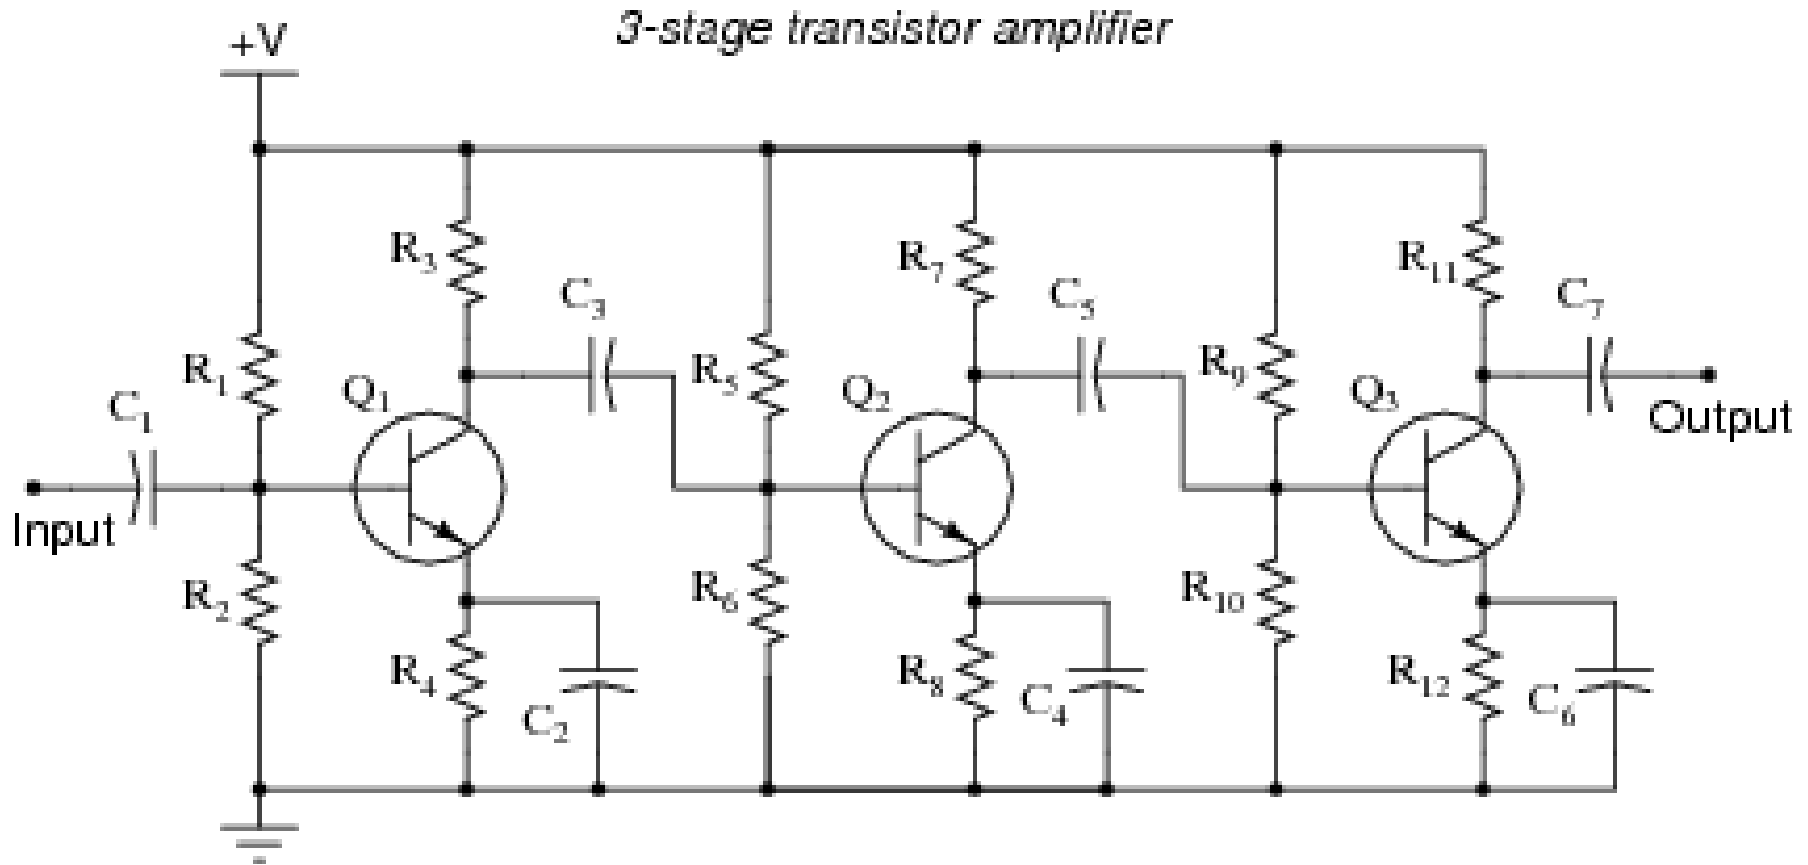 3-stage transistor amplifier
+V
R3
R7
R11
C3
C5
C7
R1
R5
R9
Q1
Q2
Q3
C1
Output
Input
R2
R6
R10
R4
R8
R12
C2
C4
C6